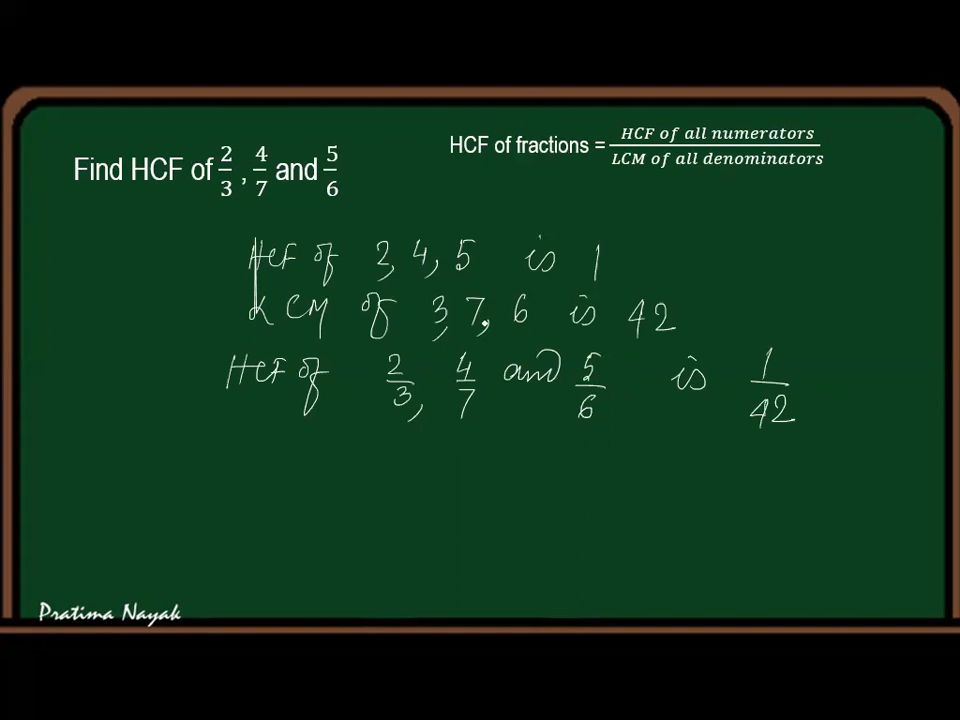 Find HCF of 2/3 , 4/7 and 5/6
HCF of fractions = HCF of all numerators / LCM of all denominators
HCF of 2, 4, 5 is 1
LCM of 3, 7, 6 is 42
HCF of 2/3, 4/7 and 5/6 is 1/42
Pratima Nayak